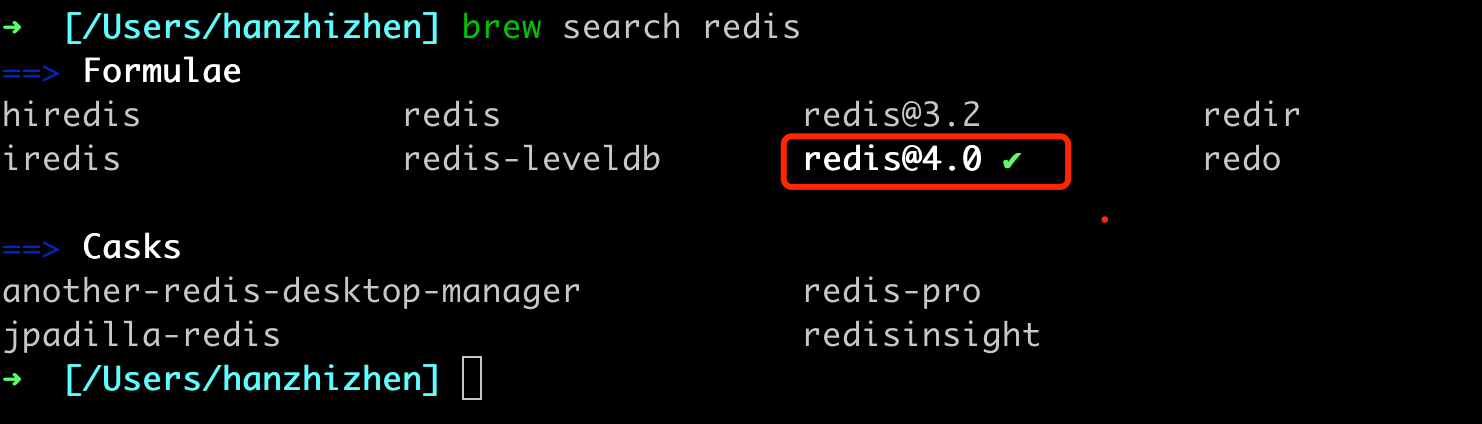 ➜ [/Users/hanzhizhen] brew search redis
==> Formulae
hiredis redis redis@3.2 redir
iredis redis-leveldb redis@4.0 ✔ redo
==> Casks
another-redis-desktop-manager redis-pro
jpadilla-redis redisinsight
➜ [/Users/hanzhizhen]